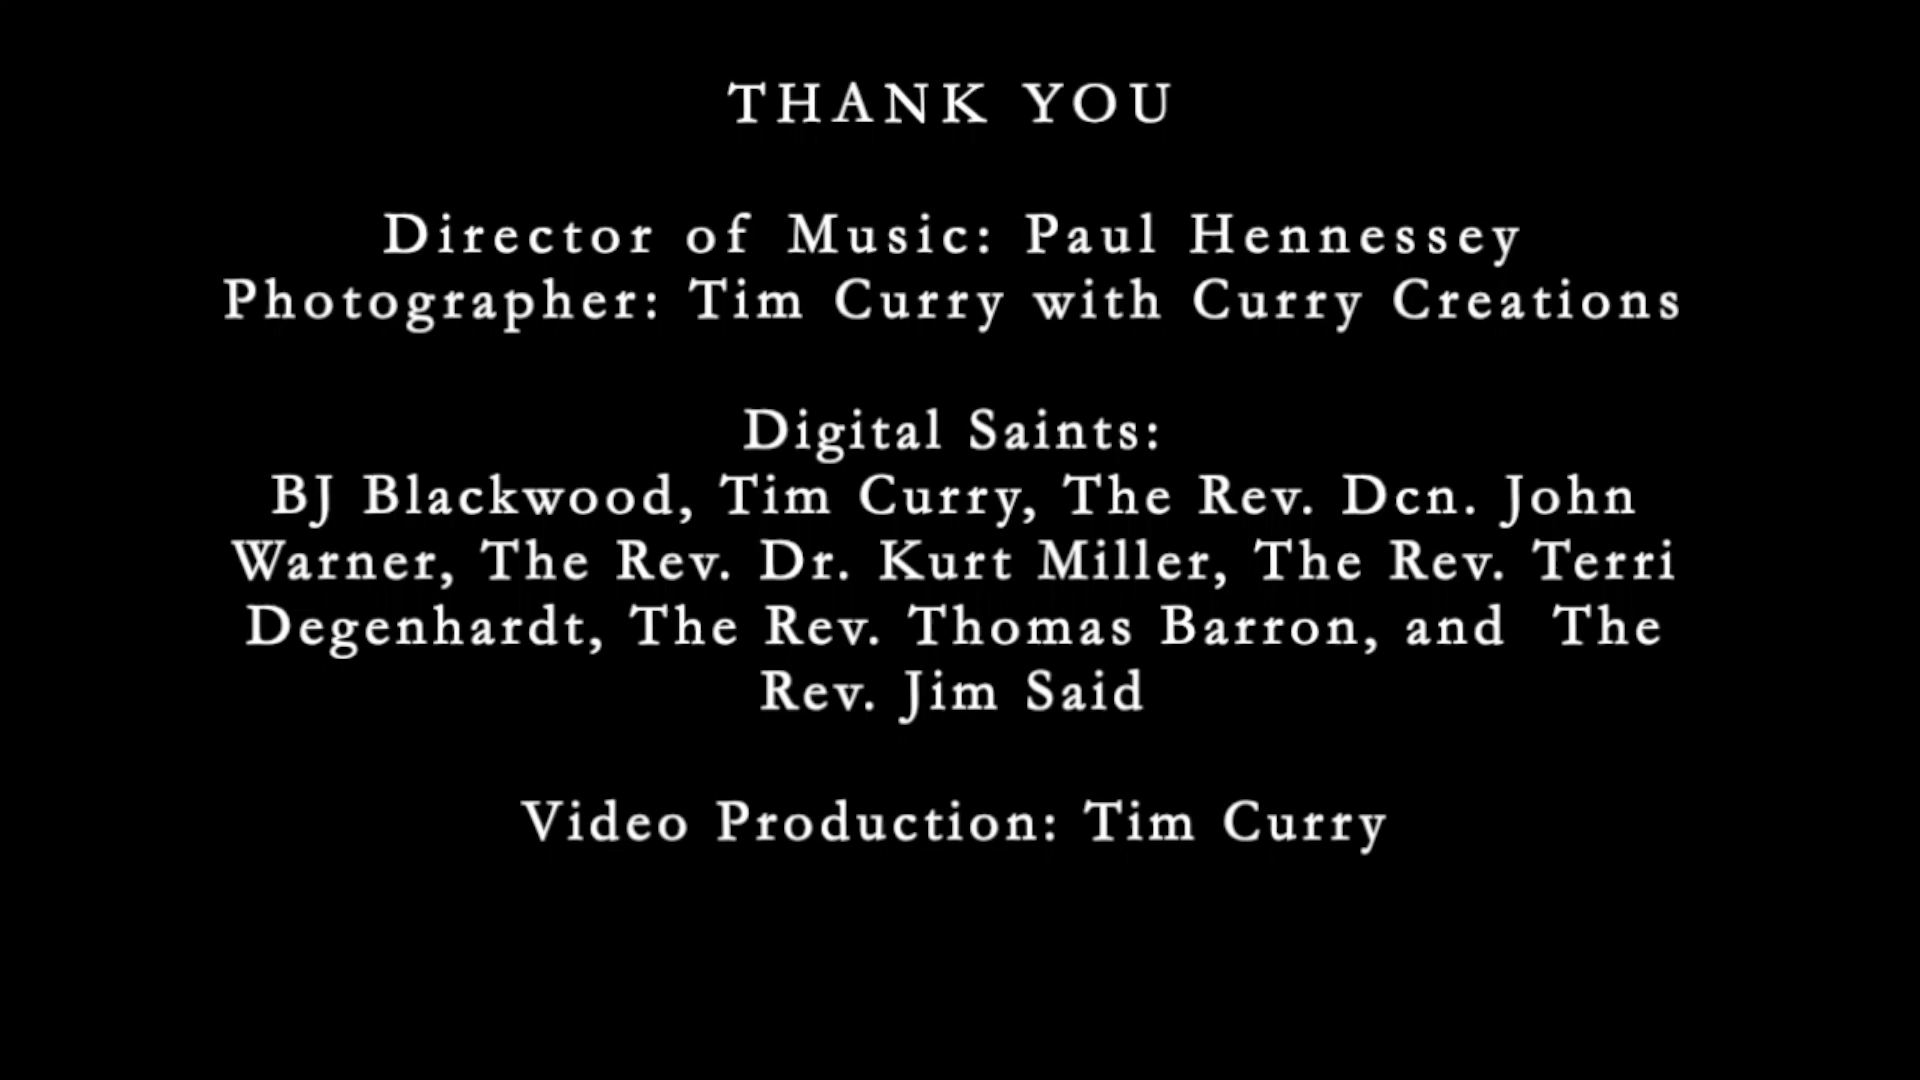 THANK YOU
Director of Music: Paul Hennessey
Photographer: Tim Curry with Curry Creations
Digital Saints:
BJ Blackwood, Tim Curry, The Rev. Dcn. John
Warner, The Rev. Dr. Kurt Miller, The Rev. Terri
Degenhardt, The Rev. Thomas Barron, and The
Rev. Jim Said
Video Production: Tim Curry